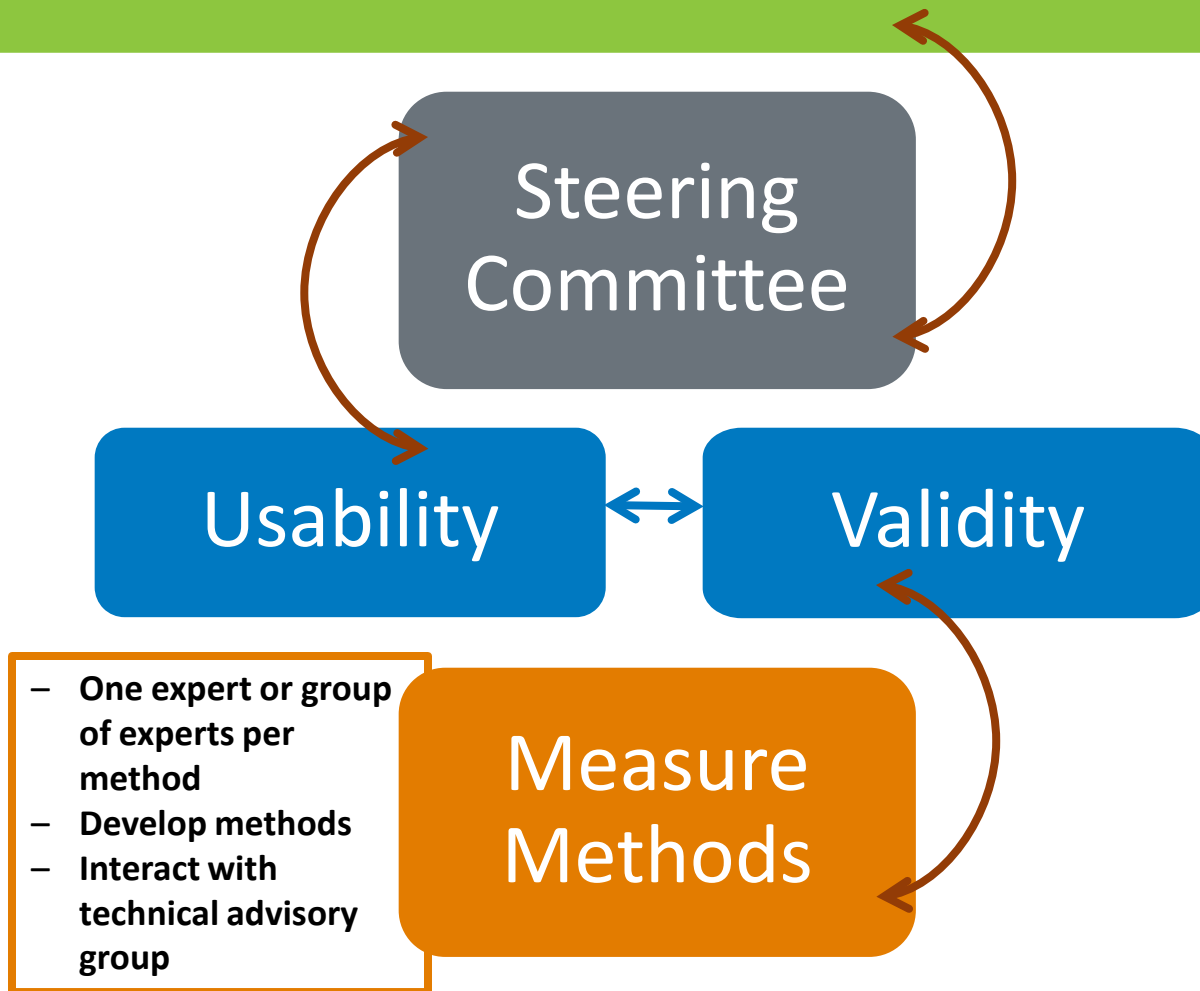 Steering
Committee
Usability
Validity
– One expert or group
of experts per
method
– Develop methods
– Interact with
technical advisory
group
Measure
Methods